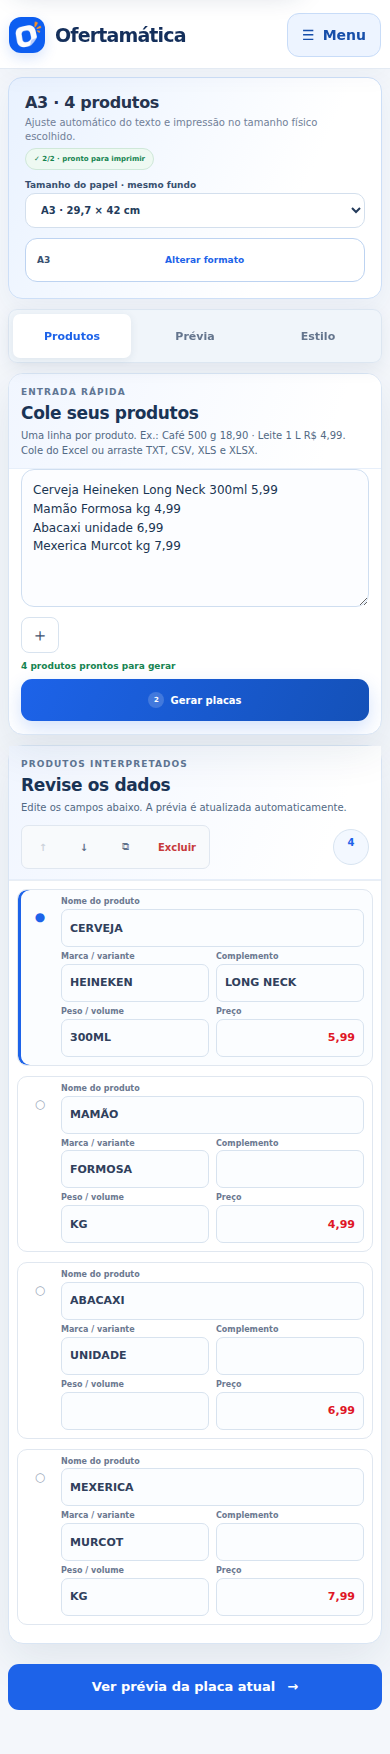 Ofertamática
☰ Menu
A3 · 4 produtos
Ajuste automático do texto e impressão no tamanho físico
escolhido.
✓ 2/2 · pronto para imprimir
Tamanho do papel · mesmo fundo
A3 · 29,7 × 42 cm
A3 Alterar formato
Produtos Prévia Estilo
ENTRADA RÁPIDA
Cole seus produtos
Uma linha por produto. Ex.: Café 500 g 18,90 · Leite 1 L R$ 4,99.
Cole do Excel ou arraste TXT, CSV, XLS e XLSX.
Cerveja Heineken Long Neck 300ml 5,99
Mamão Formosa kg 4,99
Abacaxi unidade 6,99
Mexerica Murcot kg 7,99
+
4 produtos prontos para gerar
2 Gerar placas
PRODUTOS INTERPRETADOS
Revise os dados
Edite os campos abaixo. A prévia é atualizada automaticamente.
↑ ↓ ⧉ Excluir 4
Nome do produto
CERVEJA
Marca / variante Complemento
HEINEKEN LONG NECK
Peso / volume Preço
300ML 5,99
Nome do produto
MAMÃO
Marca / variante Complemento
FORMOSA
Peso / volume Preço
KG 4,99
Nome do produto
ABACAXI
Marca / variante Complemento
UNIDADE
Peso / volume Preço
6,99
Nome do produto
MEXERICA
Marca / variante Complemento
MURCOT
Peso / volume Preço
KG 7,99
Ver prévia da placa atual →